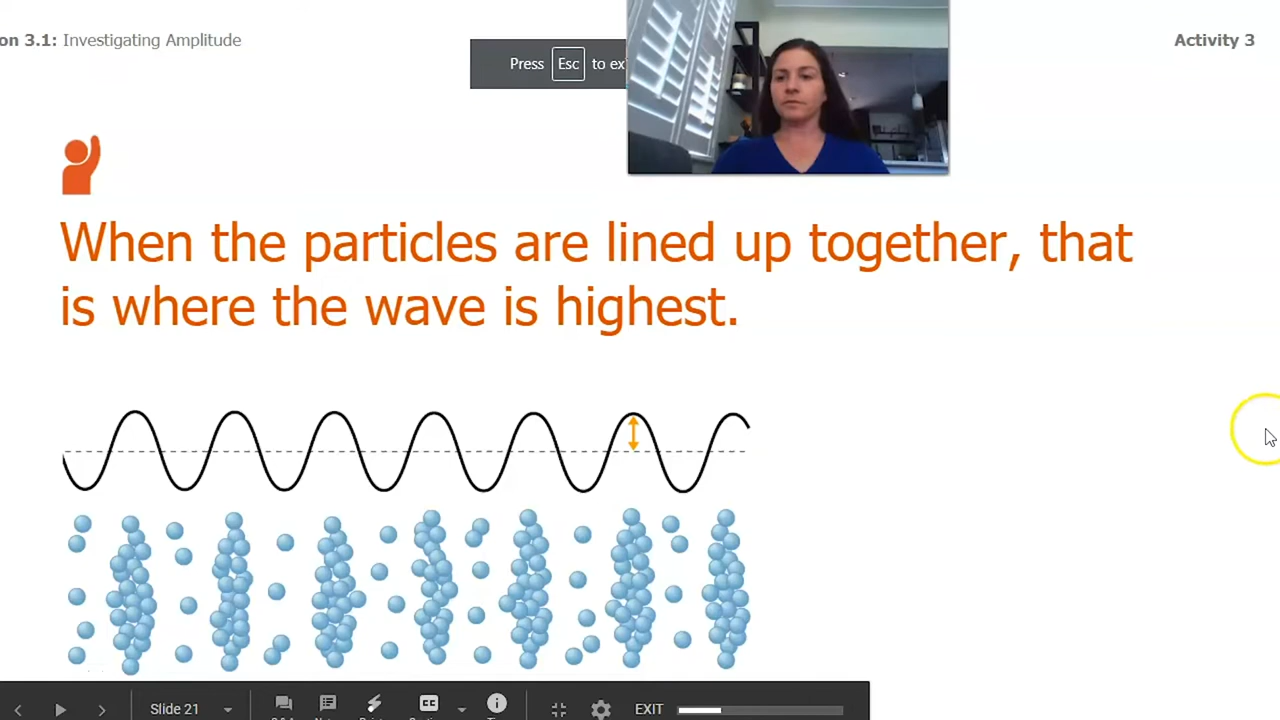 on 3.1: Investigating Amplitude
Activity 3
Press Esc to ex
When the particles are lined up together, that
is where the wave is highest.
Slide 21
EXIT